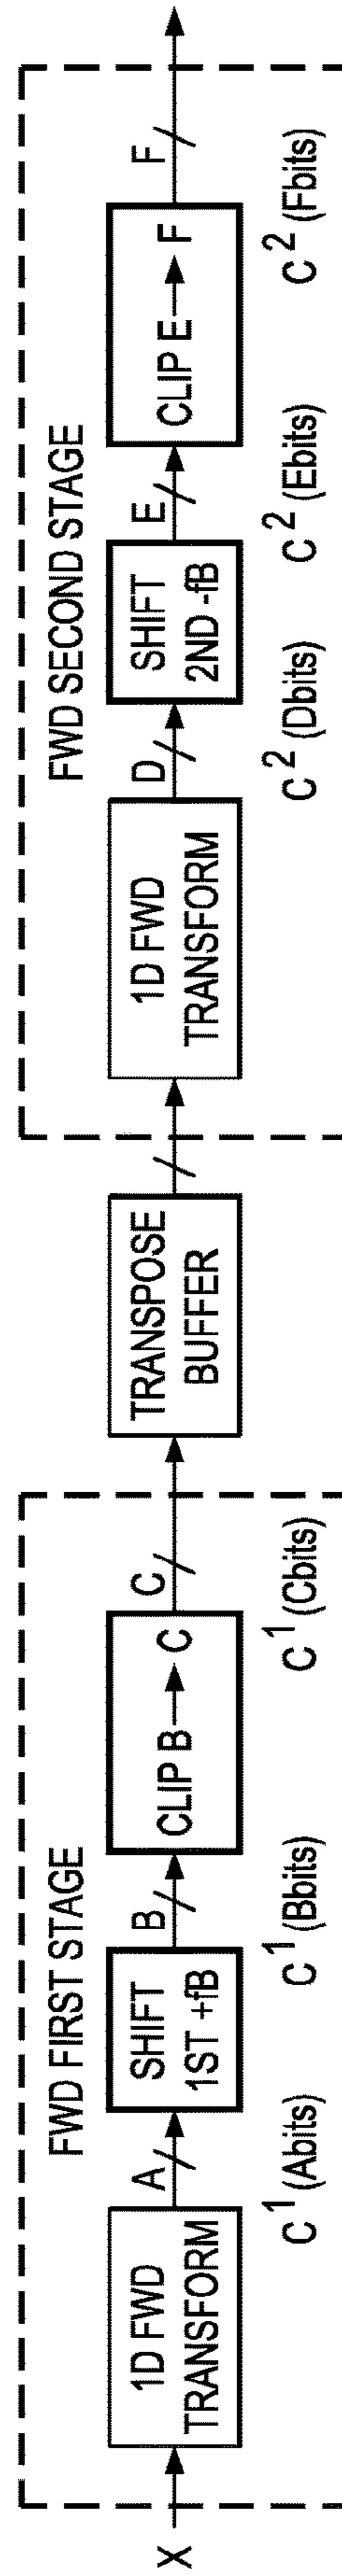 FWD FIRST STAGE
X
1D FWD
TRANSFORM
A
SHIFT
1ST +fB
B
CLIP B → C
C
C¹ (Abits)
C¹ (Bbits)
C¹ (Cbits)
TRANSPOSE
BUFFER
FWD SECOND STAGE
1D FWD
TRANSFORM
D
SHIFT
2ND -fB
E
CLIP E → F
F
C² (Dbits)
C² (Ebits)
C² (Fbits)